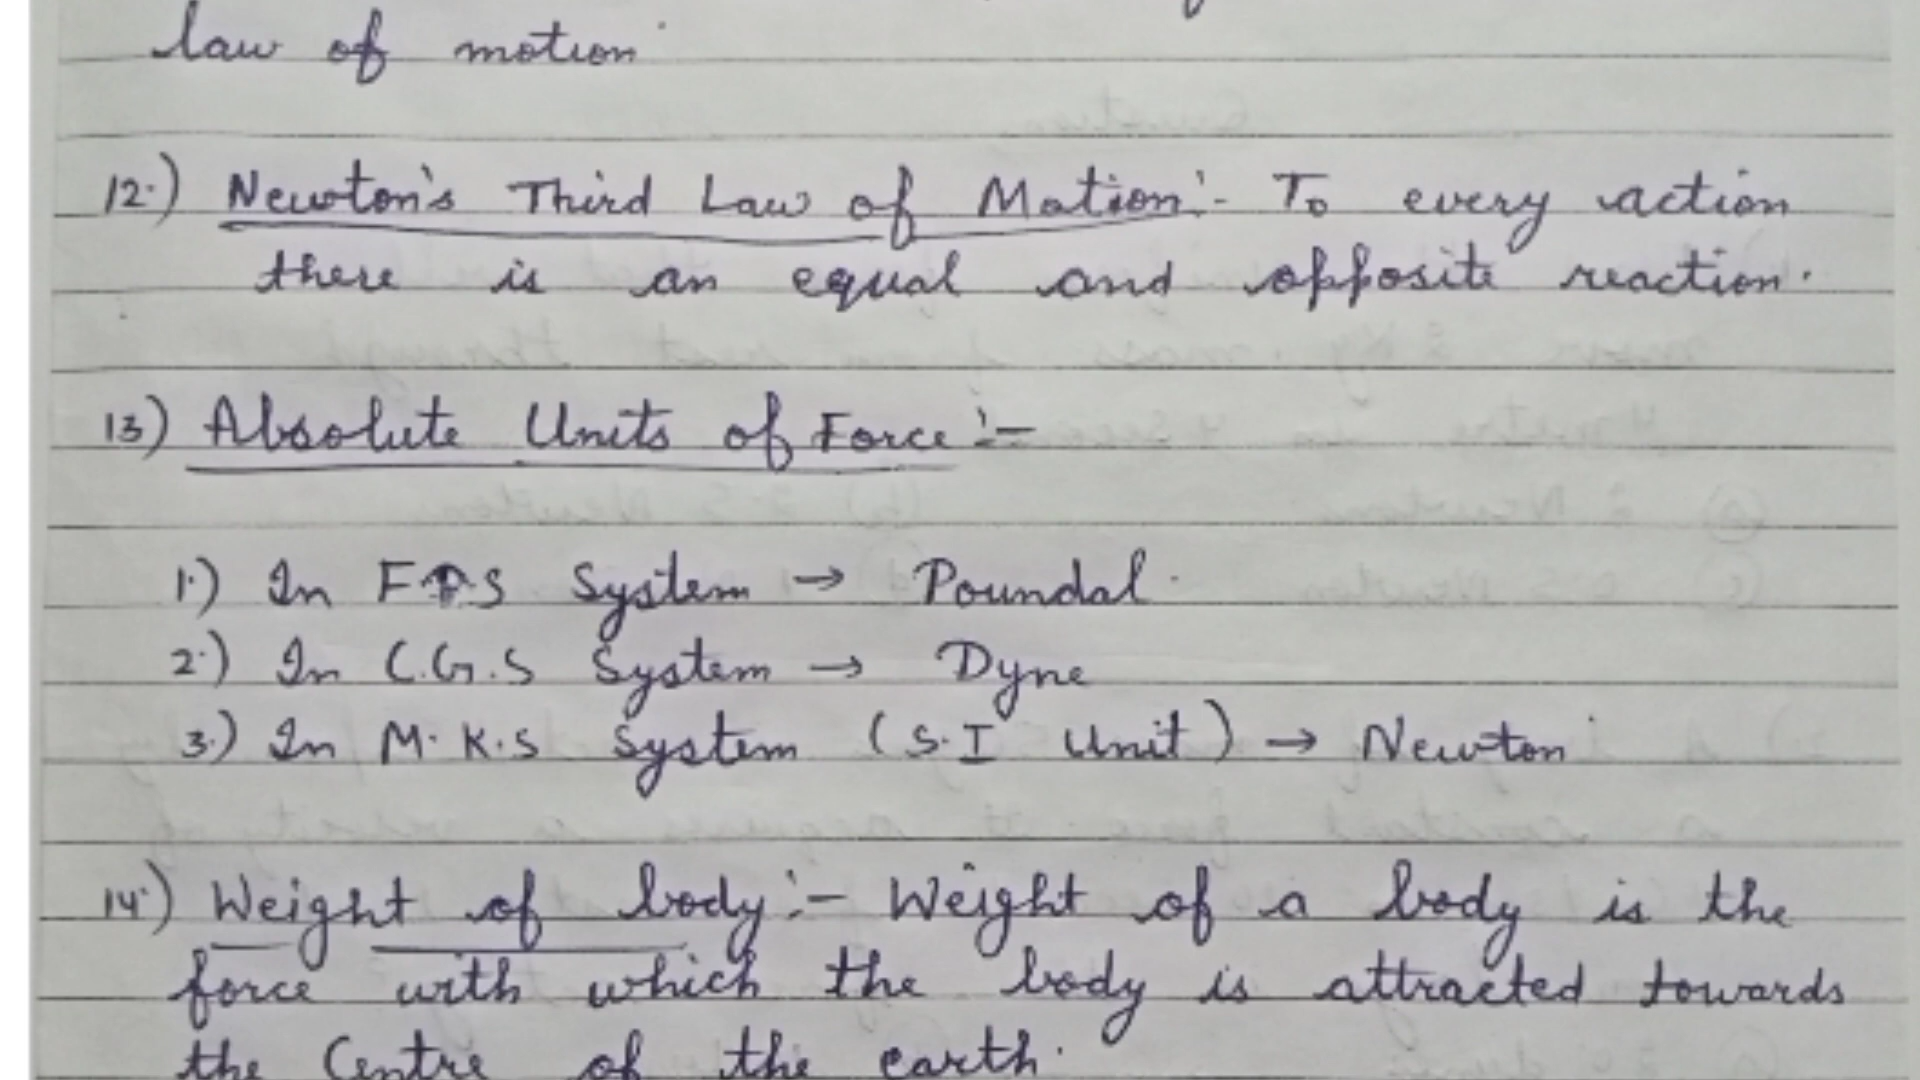 law of motion
12.) Newton's Third Law of Motion:- To every action
there is an equal and opposite reaction.
13) Absolute Units of Force:-
1.) In FPS System → Poundal.
2.) In C.G.S System → Dyne
3.) In M.K.S System (S.I Unit) → Newton
14.) Weight of body:- Weight of a body is the
force with which the body is attracted towards
the Centre of the earth.